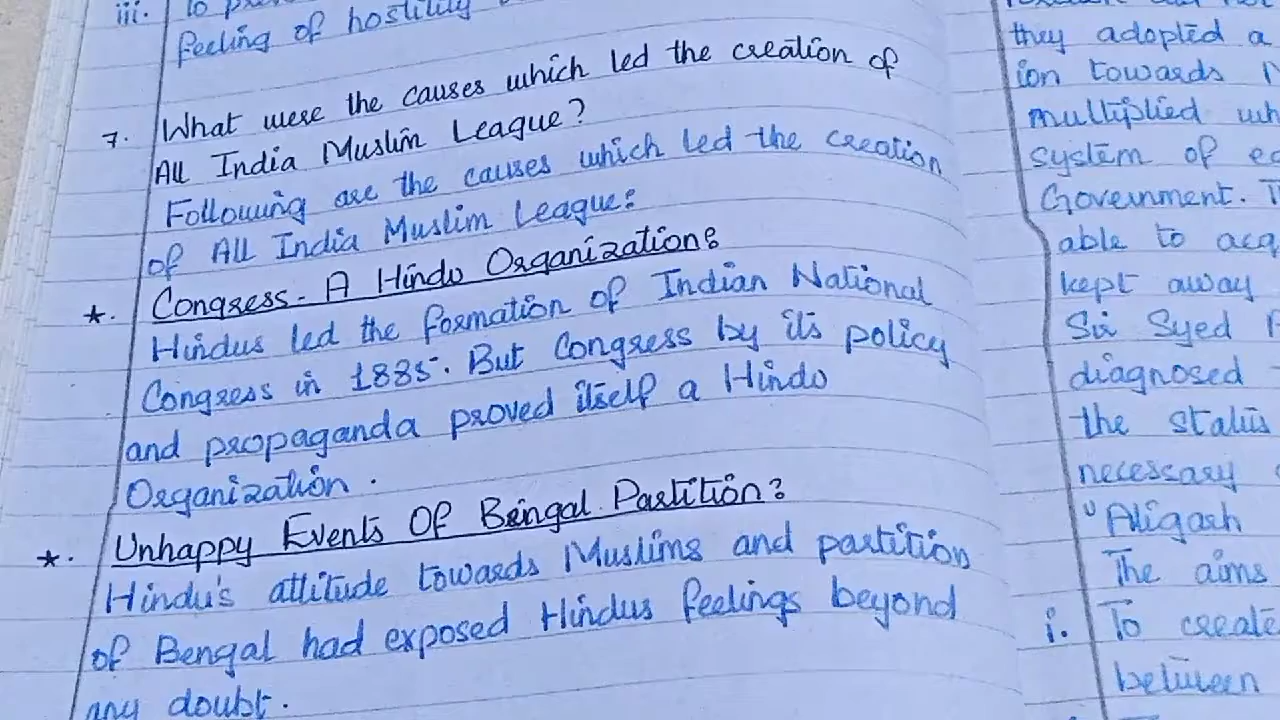 iii. To
feeling of hostility
7. What were the causes which led the creation of
All India Muslim League?
Following are the causes which led the creation
of All India Muslim League:
*. Congress - A Hindu Organization:
Hindus led the formation of Indian National
Congress in 1885. But Congress by its policy
and propaganda proved itself a Hindu
Organization.
*. Unhappy Events Of Bengal Partition:
Hindu's attitude towards Muslims and partition
of Bengal had exposed Hindus feelings beyond
any doubt.
they adopted a
ion towards
multiplied
system of
Government.
able to
kept away
Sir Syed
diagnosed
the status
necessary
"Aligarh
The aims
i. To create
between